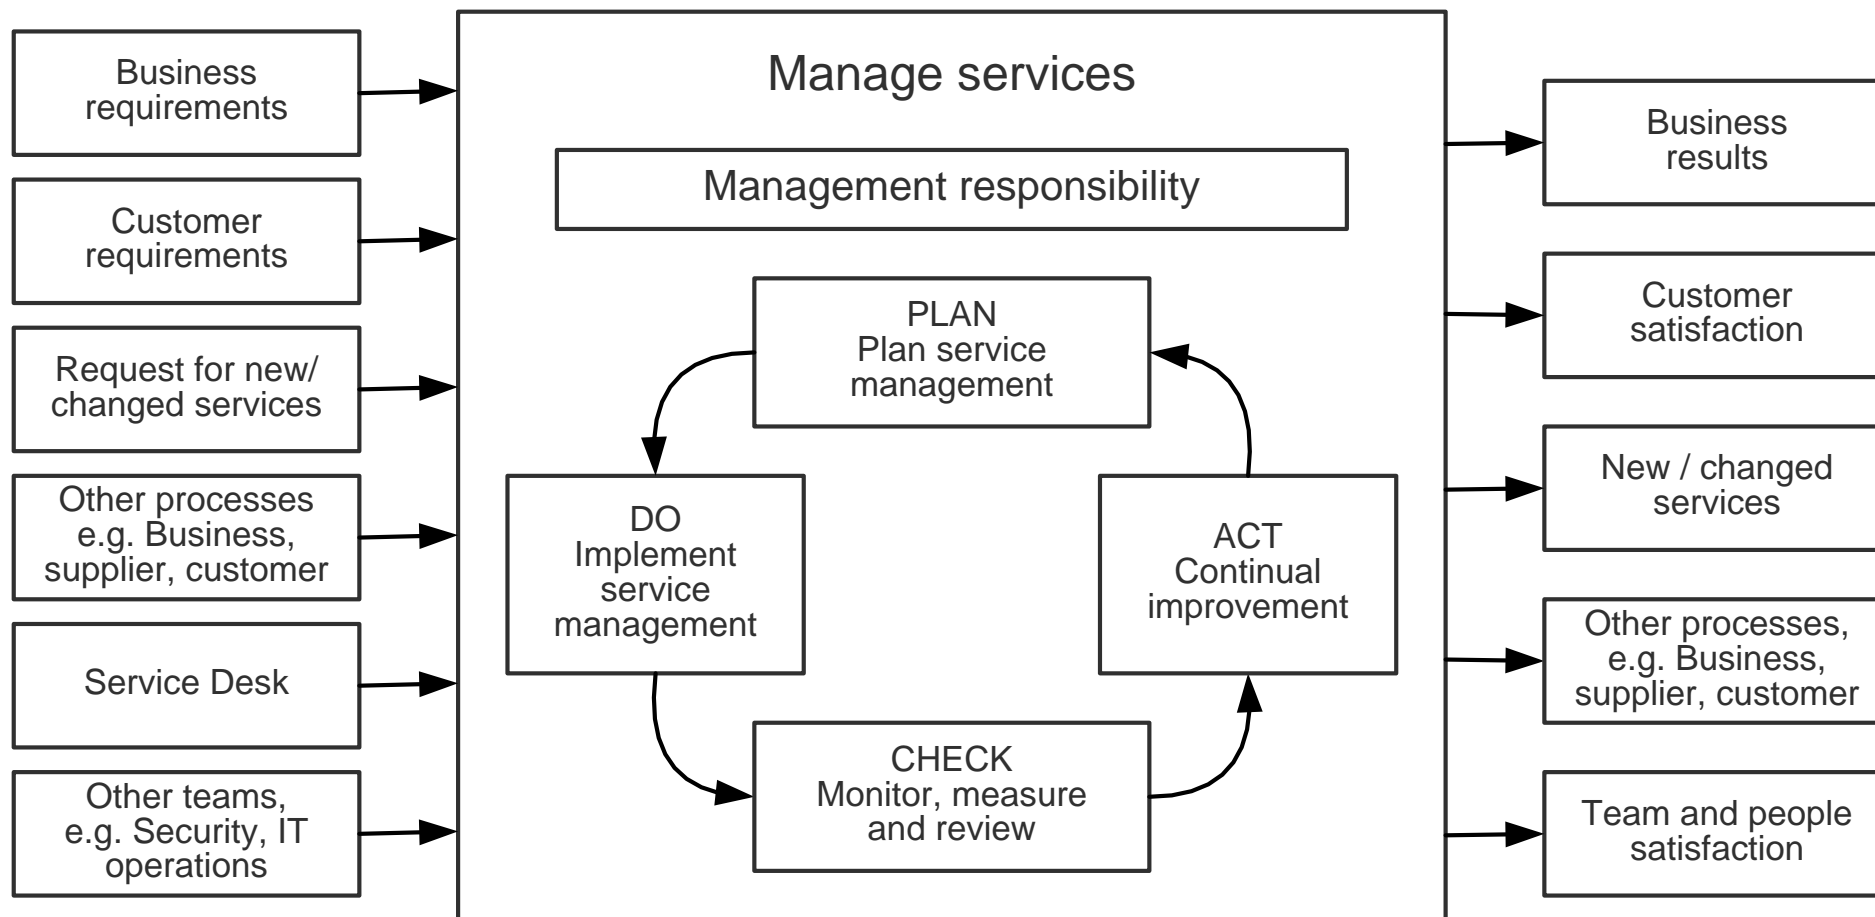 Business
requirements
Customer
requirements
Request for new/
changed services
Other processes
e.g. Business,
supplier, customer
Service Desk
Other teams,
e.g. Security, IT
operations
Manage services
Management responsibility
PLAN
Plan service
management
DO
Implement
service
management
CHECK
Monitor, measure
and review
ACT
Continual
improvement
Business
results
Customer
satisfaction
New / changed
services
Other processes,
e.g. Business,
supplier, customer
Team and people
satisfaction